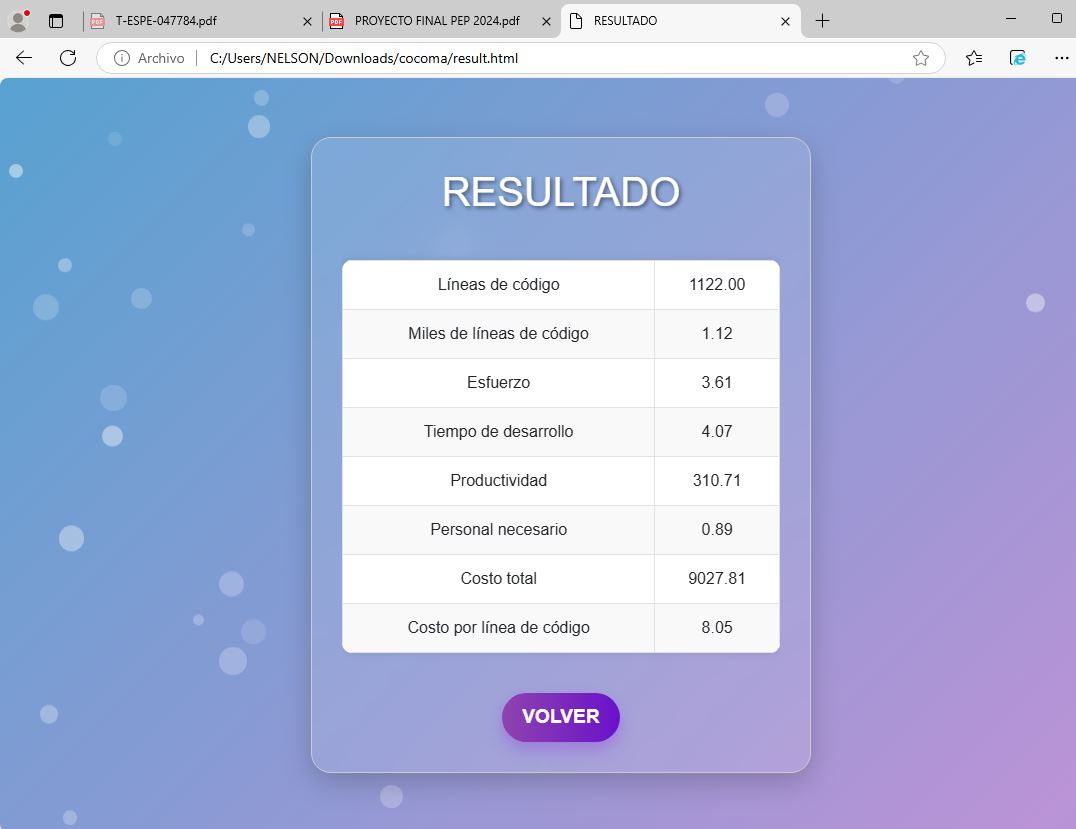 T-ESPE-047784.pdf
PROYECTO FINAL PEP 2024.pdf
RESULTADO
Archivo
C:/Users/NELSON/Downloads/cocoma/result.html
RESULTADO
Líneas de código 1122.00
Miles de líneas de código 1.12
Esfuerzo 3.61
Tiempo de desarrollo 4.07
Productividad 310.71
Personal necesario 0.89
Costo total 9027.81
Costo por línea de código 8.05
VOLVER